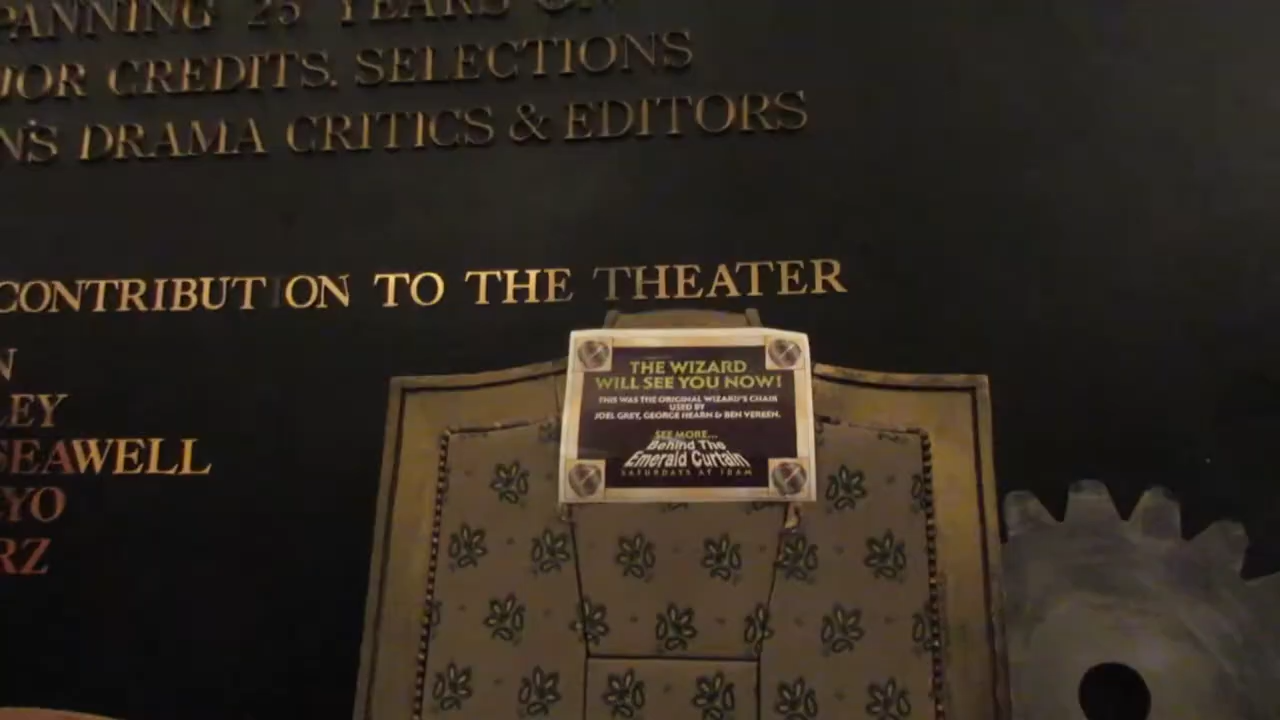 PANNING 25 YEARS ON
JOR CREDITS. SELECTIONS
N'S DRAMA CRITICS & EDITORS
CONTRIBUTION TO THE THEATER
N
LEY
SEAWELL
YO
RZ
THE WIZARD
WILL SEE YOU NOW!
THIS WAS THE ORIGINAL WIZARD'S CHAIR
USED BY
JOEL GREY, GEORGE HEARN & BEN VEREEN.
SEE MORE...
Behind The
Emerald Curtain
SATURDAYS AT 10AM